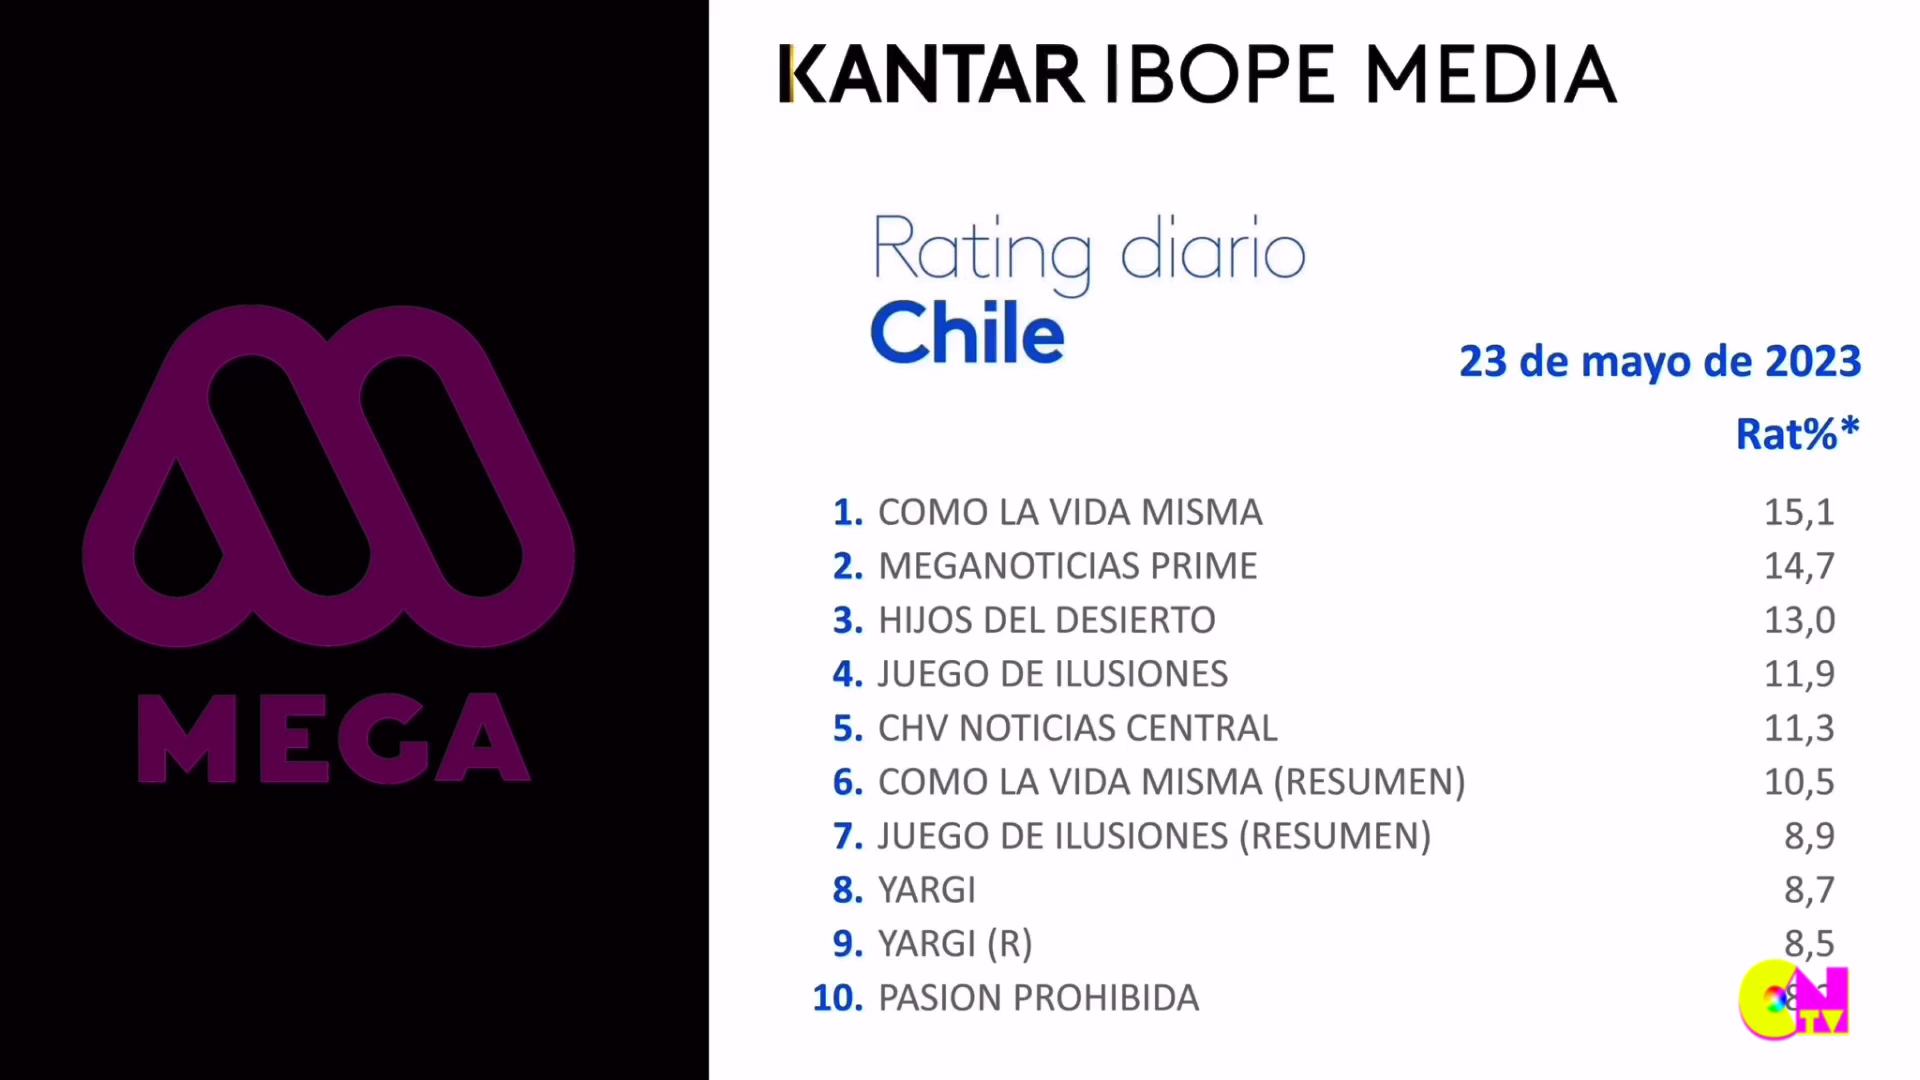 KANTAR IBOPE MEDIA
Rating diario
Chile
23 de mayo de 2023
Rat%*
1. COMO LA VIDA MISMA 15,1
2. MEGANOTICIAS PRIME 14,7
3. HIJOS DEL DESIERTO 13,0
4. JUEGO DE ILUSIONES 11,9
5. CHV NOTICIAS CENTRAL 11,3
6. COMO LA VIDA MISMA (RESUMEN) 10,5
7. JUEGO DE ILUSIONES (RESUMEN) 8,9
8. YARGI 8,7
9. YARGI (R) 8,5
10. PASION PROHIBIDA
MEGA
CNTV